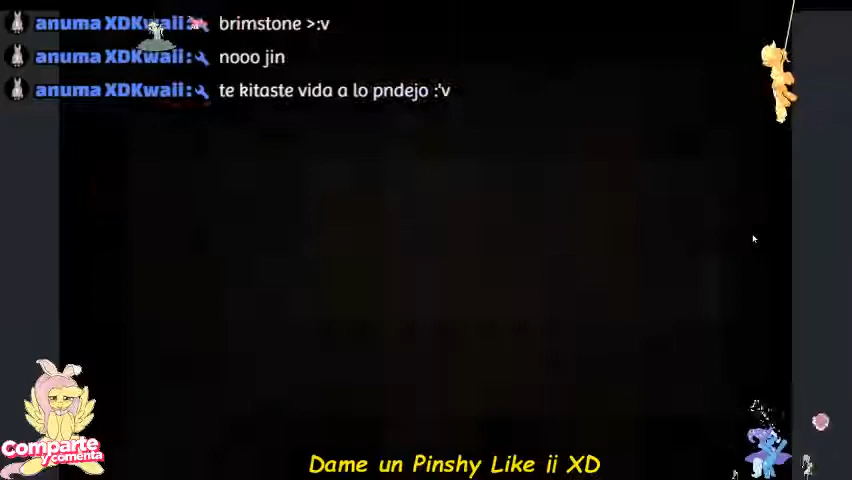 anuma XDKwaii: brimstone >:v
anuma XDKwaii: nooo jin
anuma XDKwaii: te kitaste vida a lo pndejo :'v
Comparte
y comenta
Dame un Pinshy Like ii XD